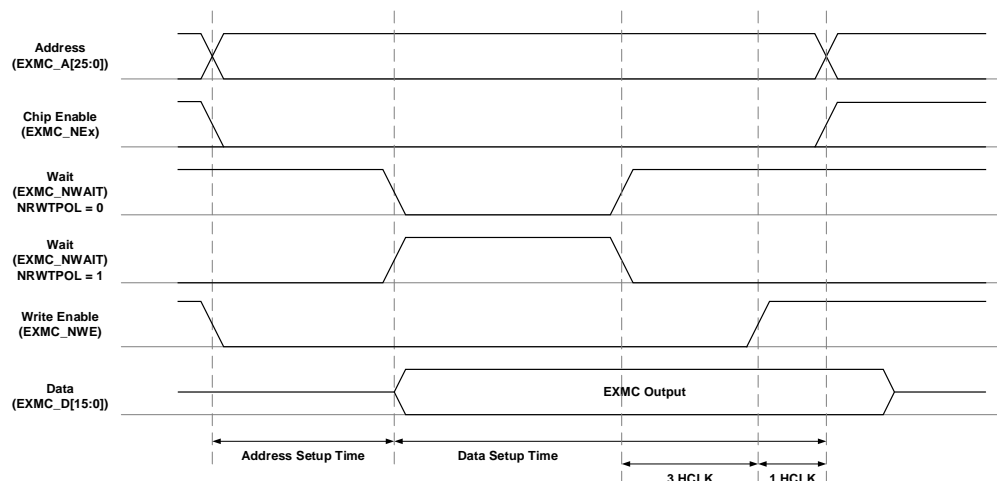 Address
(EXMC_A[25:0])
Chip Enable
(EXMC_NEx)
Wait
(EXMC_NWAIT)
NRWTPOL = 0
Wait
(EXMC_NWAIT)
NRWTPOL = 1
Write Enable
(EXMC_NWE)
Data
(EXMC_D[15:0])
EXMC Output
Address Setup Time
Data Setup Time
3 HCLK
1 HCLK